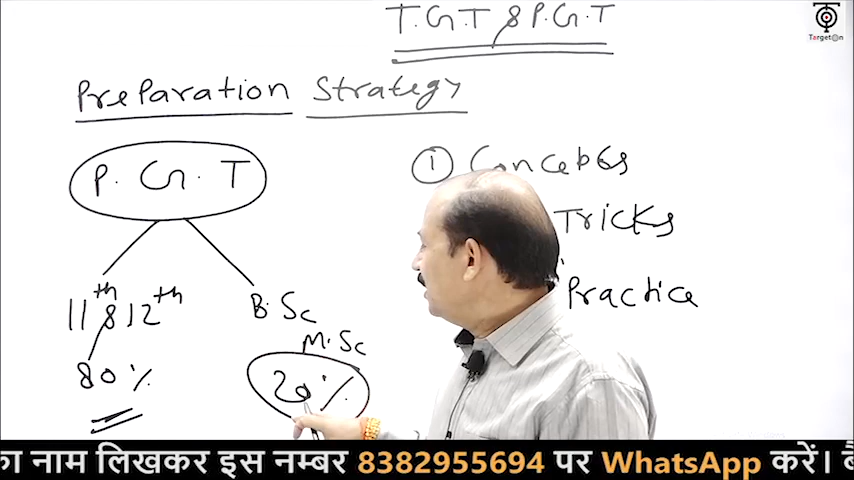 T.G.T & P.G.T
TargetOn
Preparation Strategy
P. G. T
① Concepts
Tricks
Practice
11th & 12th
B.Sc
M.Sc
80 %
20 %
का नाम लिखकर इस नम्बर 8382955694 पर WhatsApp करें।